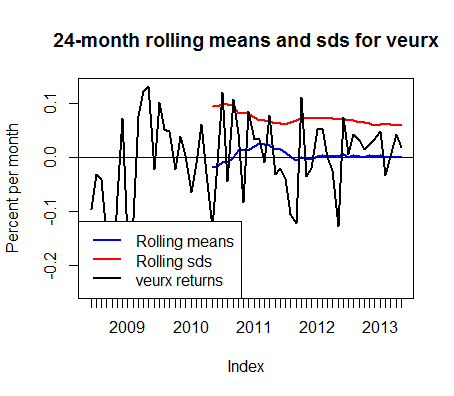 24-month rolling means and sds for veurx
Percent per month
0.1
0.0
-0.1
-0.2
Rolling means
Rolling sds
veurx returns
2009 2010 2011 2012 2013
Index